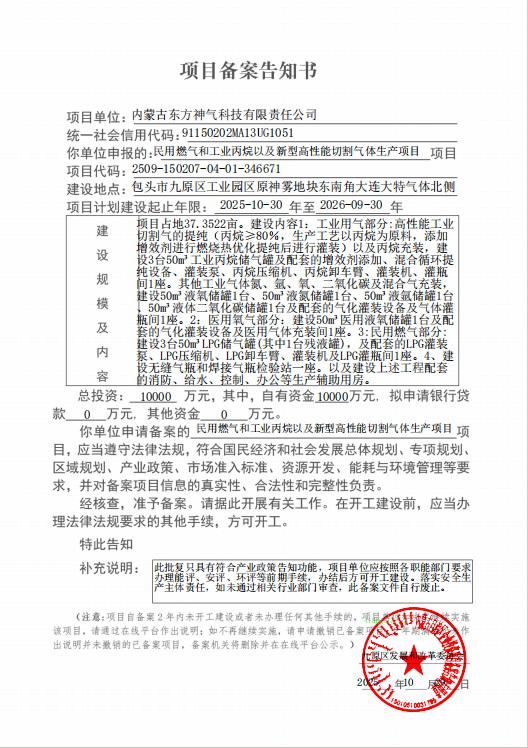 项目备案告知书
项目单位:内蒙古东方神气科技有限责任公司
统一社会信用代码:91150202MA13UG1051
你单位申报的:民用燃气和工业丙烷以及新型高性能切割气体生产项目 项目
项目代码:2509-150207-04-01-346671
建设地点:包头市九原区工业园区原神雾地块东南角大连大特气体北侧
项目计划建设起止年限: 2025-10-30 年至 2026-09-30 年
建设规模及内容
项目占地37.3522亩。建设内容1: 工业用气部分:高性能工业
切割气的提纯（丙烷≥80%，生产工艺以丙烷为原料，添加
增效剂进行燃烧热优化提纯后进行灌装）以及丙烷充装，建
设3台50m³工业丙烷储气罐及配套的增效剂添加、混合循环提
纯设备、灌装泵、丙烷压缩机、丙烷卸车臂、灌装机、灌瓶
间1座。其他工业气体氮、氩、氧、二氧化碳及混合气充装，
建设50m³液氧储罐1台、50m³液氮储罐1台、50m³液氩储罐1台
、50m³液体二氧化碳储罐1台及配套的气化灌装设备及气体灌
瓶间1座。2: 医用氧气部分: 建设50m³医用液氧储罐1台及配
套的气化灌装设备及医用气体充装间1座。3:民用燃气部分:
建设3台50m³LPG储气罐(其中1台残液罐)，及配套的LPG灌装
泵、LPG压缩机、LPG卸车臂、灌装机及LPG灌瓶间1座。4、建
设无缝气瓶和焊接气瓶检验站一座。以及建设上述工程配套
的消防、给水、控制、办公等生产辅助用房。
总投资: 10000 万元，其中，自有资金10000万元，拟申请银行贷
款 0 万元，其他资金 0 万元。
你单位申请备案的 民用燃气和工业丙烷以及新型高性能切割气体生产项目 项
目，应当遵守法律法规，符合国民经济和社会发展总体规划、专项规划、
区域规划、产业政策、市场准入标准、资源开发、能耗与环境管理等要
求，并对备案项目信息的真实性、合法性和完整性负责。
经核查，准予备案。请据此开展有关工作。在开工建设前，应当办
理法律法规要求的其他手续，方可开工。
特此告知
补充说明:
此批复只具有符合产业政策告知功能，项目单位应按照各职能部门要求
办理能评、安评、环评等前期手续，办结后方可开工建设。落实安全生
产主体责任，如未通过相关行业部门审查，此备案文件自行废止。
（注意:项目自备案2年内未开工建设或者未办理任何其他手续的，项目
该项目，请通过在线平台作出说明；如不再继续实施，请申请撤销已备案项
出说明并未撤销的已备案项目，备案机关将删除并在在线平台公示。）
九原区发展和改革委员会
2025 年10 月 日